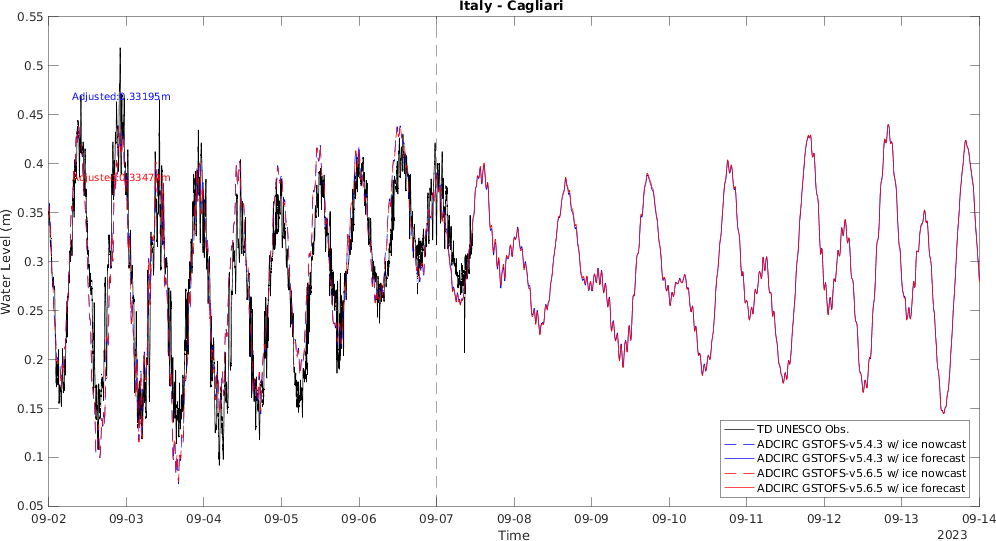 Italy - Cagliari
0.55
0.5
0.45
0.4
0.35
0.3
0.25
0.2
0.15
0.1
0.05
Water Level (m)
Adjusted:0.33195m
TD UNESCO Obs.
ADCIRC GSTOFS-v5.4.3 w/ ice nowcast
ADCIRC GSTOFS-v5.4.3 w/ ice forecast
ADCIRC GSTOFS-v5.6.5 w/ ice nowcast
ADCIRC GSTOFS-v5.6.5 w/ ice forecast
09-02 09-03 09-04 09-05 09-06 09-07 09-08 09-09 09-10 09-11 09-12 09-13 09-14
Time
2023